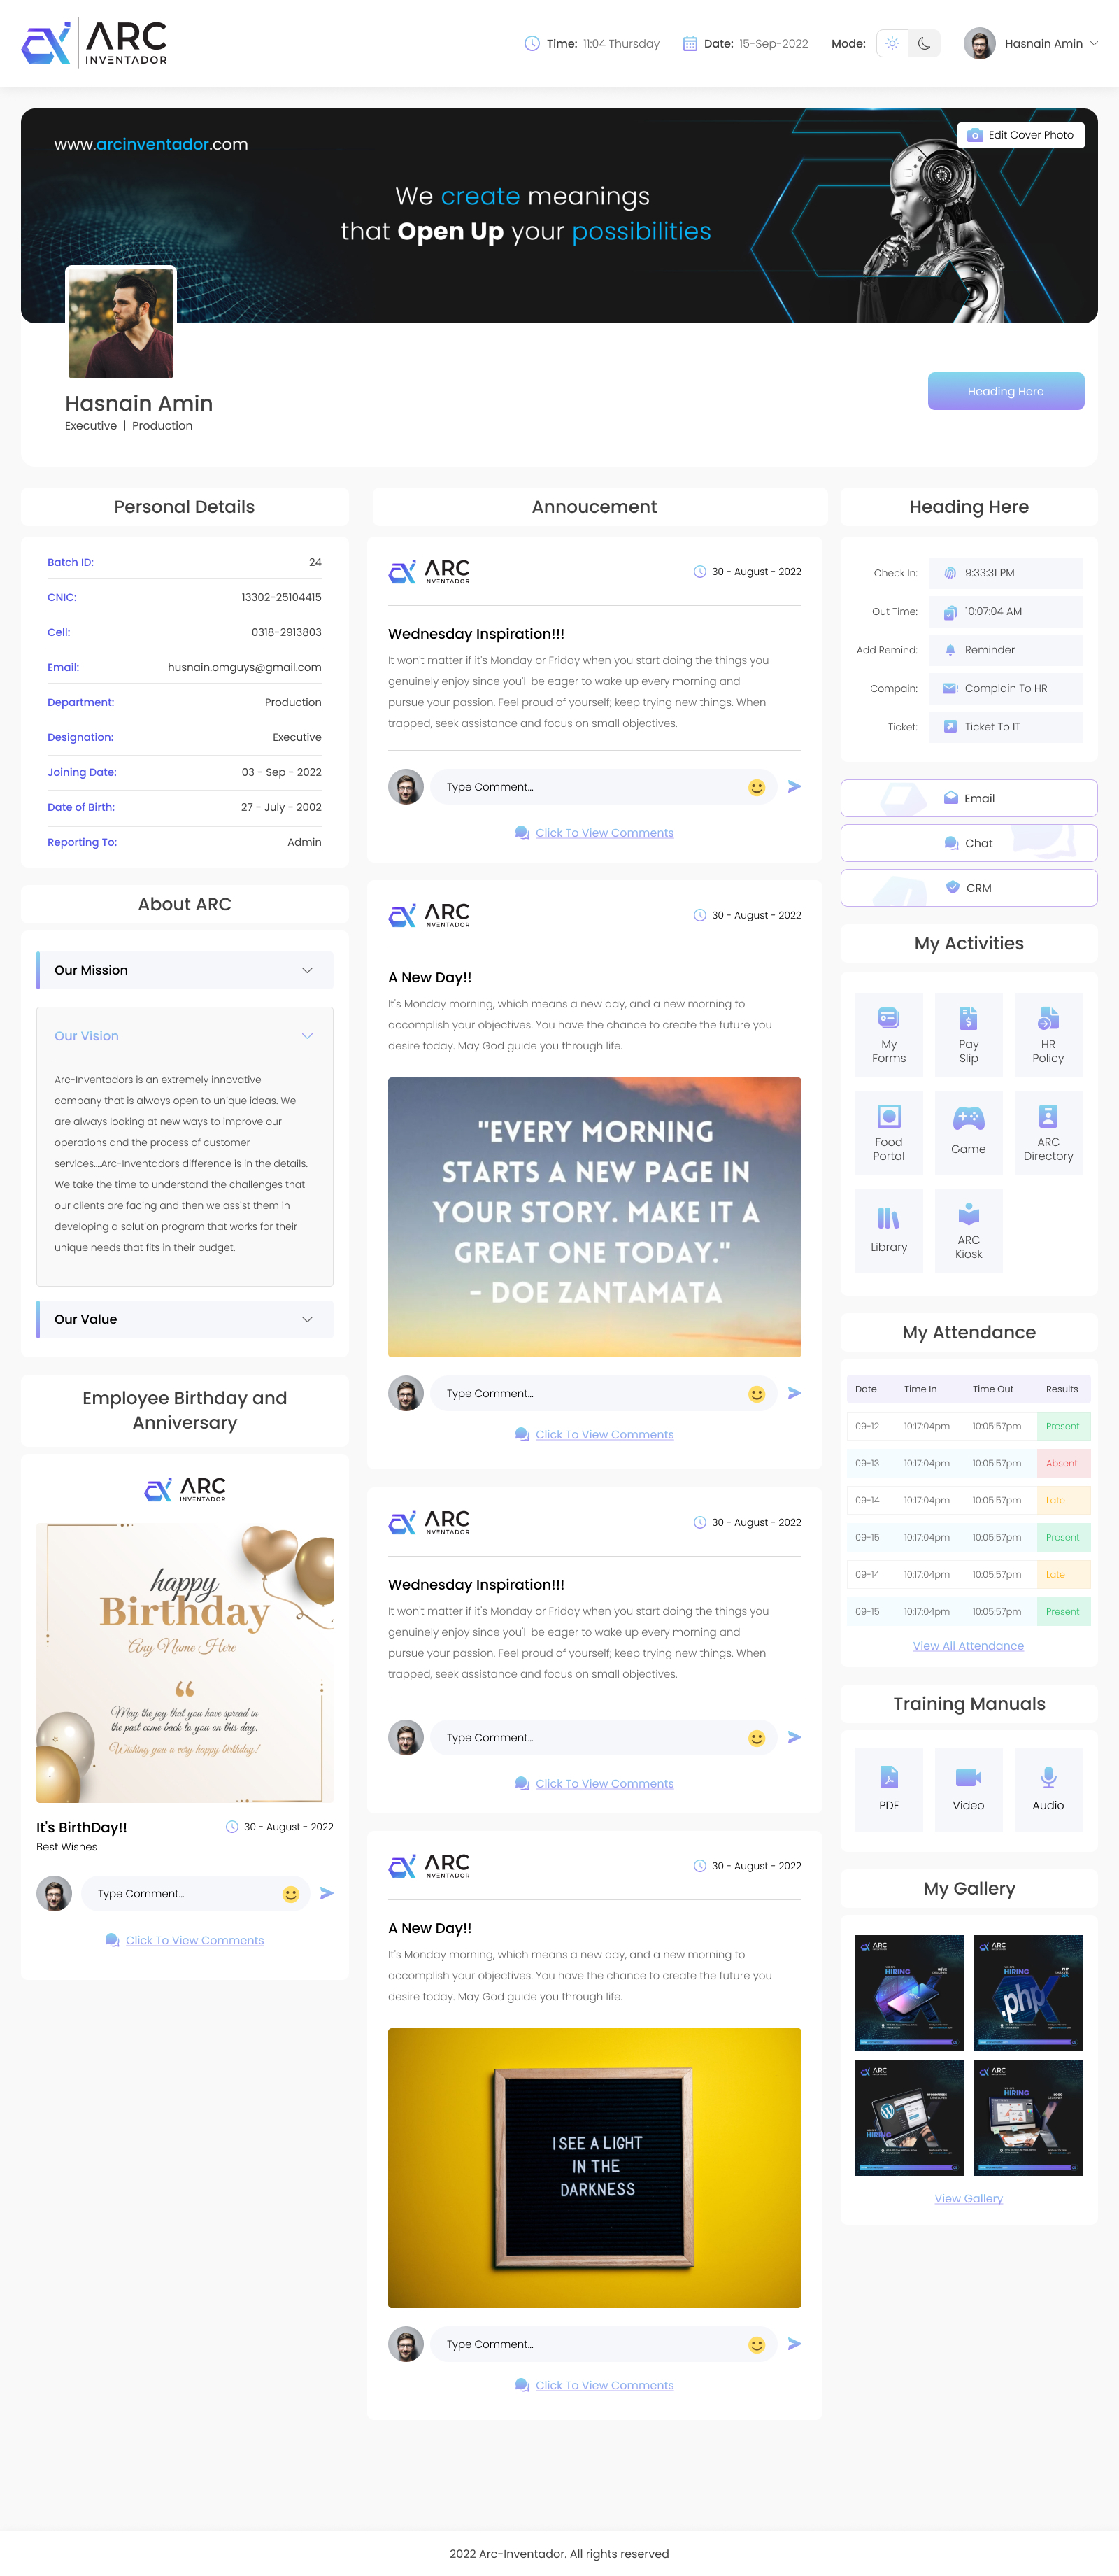 ARC
INVENTADOR
Time: 11:04 Thursday
Date: 15-Sep-2022
Mode:
Hasnain Amin
www.arcinventador.com
Edit Cover Photo
We create meanings
that Open Up your possibilities
Hasnain Amin
Executive | Production
Heading Here
Personal Details
Batch ID: 24
CNIC: 13302-25104415
Cell: 0318-2913803
Email: husnain.omguys@gmail.com
Department: Production
Designation: Executive
Joining Date: 03 - Sep - 2022
Date of Birth: 27 - July - 2002
Reporting To: Admin
About ARC
Our Mission
Our Vision
Arc-Inventadors is an extremely innovative
company that is always open to unique ideas. We
are always looking at new ways to improve our
operations and the process of customer
services....Arc-Inventadors difference is in the details.
We take the time to understand the challenges that
our clients are facing and then we assist them in
developing a solution program that works for their
unique needs that fits in their budget.
Our Value
Employee Birthday and
Anniversary
ARC
INVENTADOR
happy
Birthday
Any Name Here
“
May the joy that you have spread in
the past come back to you on this day.
Wishing you a very happy birthday!
It's BirthDay!!
30 - August - 2022
Best Wishes
Type Comment...
Click To View Comments
Annoucement
ARC
INVENTADOR
30 - August - 2022
Wednesday Inspiration!!!
It won't matter if it's Monday or Friday when you start doing the things you
genuinely enjoy since you'll be eager to wake up every morning and
pursue your passion. Feel proud of yourself; keep trying new things. When
trapped, seek assistance and focus on small objectives.
Type Comment...
Click To View Comments
ARC
INVENTADOR
30 - August - 2022
A New Day!!
It's Monday morning, which means a new day, and a new morning to
accomplish your objectives. You have the chance to create the future you
desire today. May God guide you through life.
"EVERY MORNING
STARTS A NEW PAGE IN
YOUR STORY. MAKE IT A
GREAT ONE TODAY."
- DOE ZANTAMATA
Type Comment...
Click To View Comments
ARC
INVENTADOR
30 - August - 2022
Wednesday Inspiration!!!
It won't matter if it's Monday or Friday when you start doing the things you
genuinely enjoy since you'll be eager to wake up every morning and
pursue your passion. Feel proud of yourself; keep trying new things. When
trapped, seek assistance and focus on small objectives.
Type Comment...
Click To View Comments
ARC
INVENTADOR
30 - August - 2022
A New Day!!
It's Monday morning, which means a new day, and a new morning to
accomplish your objectives. You have the chance to create the future you
desire today. May God guide you through life.
I SEE A LIGHT
IN THE
DARKNESS
Type Comment...
Click To View Comments
Heading Here
Check In: 9:33:31 PM
Out Time: 10:07:04 AM
Add Remind: Reminder
Compain: Complain To HR
Ticket: Ticket To IT
Email
Chat
CRM
My Activities
My
Forms
Pay
Slip
HR
Policy
Food
Portal
Game
ARC
Directory
Library
ARC
Kiosk
My Attendance
Date Time In Time Out Results
09-12 10:17:04pm 10:05:57pm Present
09-13 10:17:04pm 10:05:57pm Absent
09-14 10:17:04pm 10:05:57pm Late
09-15 10:17:04pm 10:05:57pm Present
09-14 10:17:04pm 10:05:57pm Late
09-15 10:17:04pm 10:05:57pm Present
View All Attendance
Training Manuals
PDF
Video
Audio
My Gallery
ARC
HIRING
ARC
HIRING
PHP
.php
ARC
WORDPRESS
HIRING
ARC
HIRING
LOGO
View Gallery
2022 Arc-Inventador. All rights reserved